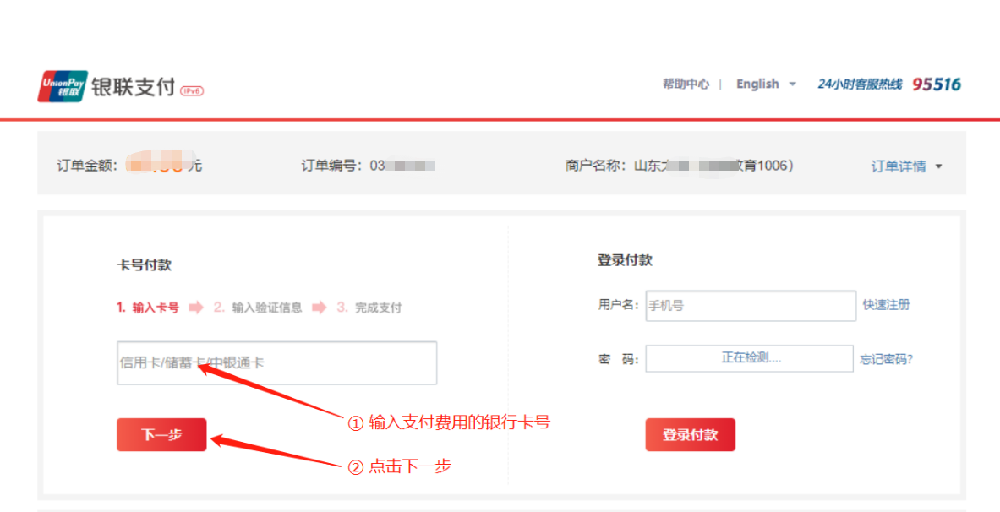 UnionPay 银联 银联支付 IPv6 帮助中心 | English 24小时客服热线 95516
订单金额： 元 订单编号：03 商户名称：山东 育1006) 订单详情
卡号付款
1. 输入卡号 2. 输入验证信息 3. 完成支付
信用卡/储蓄卡/中银通卡
① 输入支付费用的银行卡号
下一步
② 点击下一步
登录付款
用户名： 手机号 快速注册
密 码： 正在检测.... 忘记密码?
登录付款